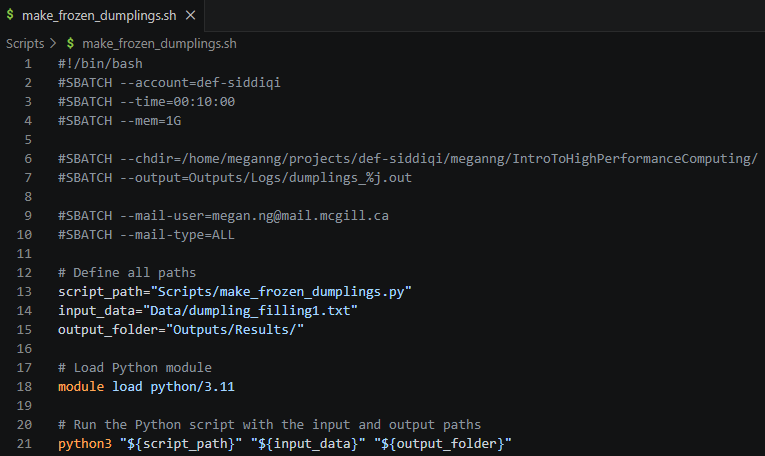 $ make_frozen_dumplings.sh ×
Scripts > $ make_frozen_dumplings.sh
1 #!/bin/bash
2 #SBATCH --account=def-siddiqi
3 #SBATCH --time=00:10:00
4 #SBATCH --mem=1G
5
6 #SBATCH --chdir=/home/meganng/projects/def-siddiqi/meganng/IntroToHighPerformanceComputing/
7 #SBATCH --output=Outputs/Logs/dumplings_%j.out
8
9 #SBATCH --mail-user=megan.ng@mail.mcgill.ca
10 #SBATCH --mail-type=ALL
11
12 # Define all paths
13 script_path="Scripts/make_frozen_dumplings.py"
14 input_data="Data/dumpling_filling1.txt"
15 output_folder="Outputs/Results/"
16
17 # Load Python module
18 module load python/3.11
19
20 # Run the Python script with the input and output paths
21 python3 "${script_path}" "${input_data}" "${output_folder}"